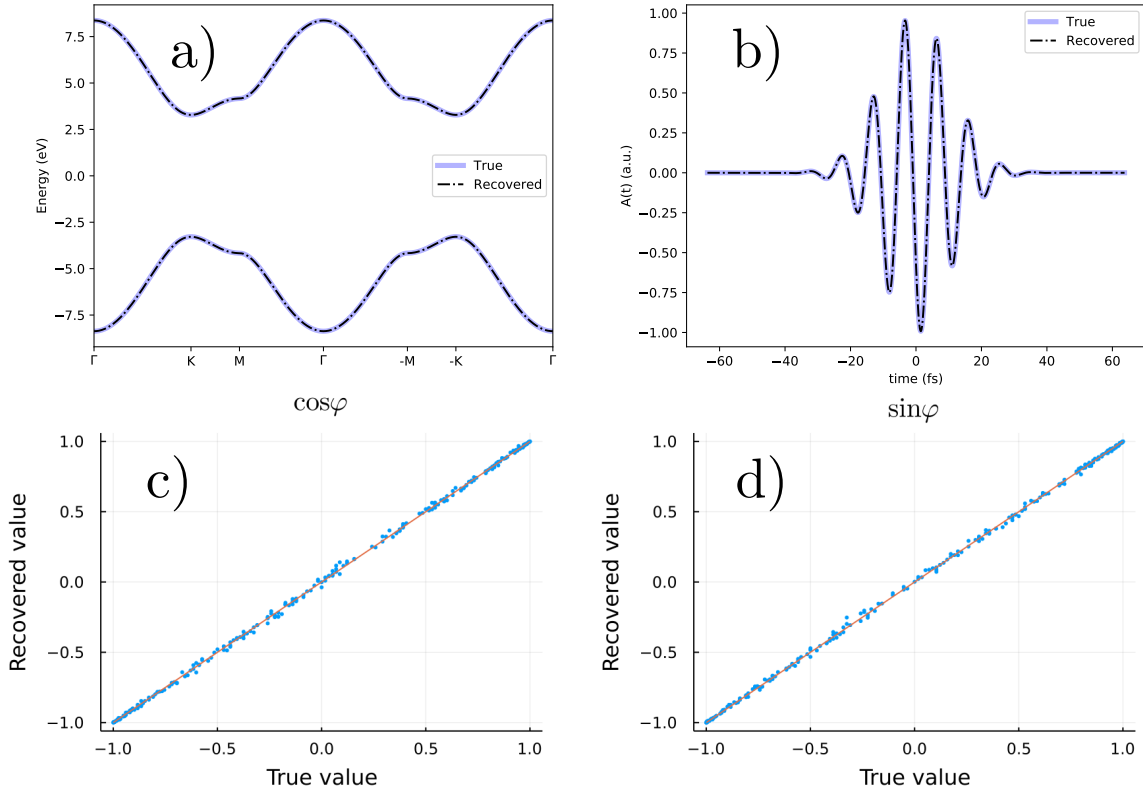 a)
7.5
5.0
2.5
0.0
−2.5
−5.0
−7.5
Energy (eV)
True
Recovered
Γ K M Γ -M -K Γ
b)
1.00
0.75
0.50
0.25
0.00
−0.25
−0.50
−0.75
−1.00
A(t) (a.u.)
True
Recovered
−60 −40 −20 0 20 40 60
time (fs)
cosφ
c)
1.0
0.5
0.0
−0.5
−1.0
Recovered value
−1.0 −0.5 0.0 0.5 1.0
True value
sinφ
d)
1.0
0.5
0.0
−0.5
−1.0
Recovered value
−1.0 −0.5 0.0 0.5 1.0
True value